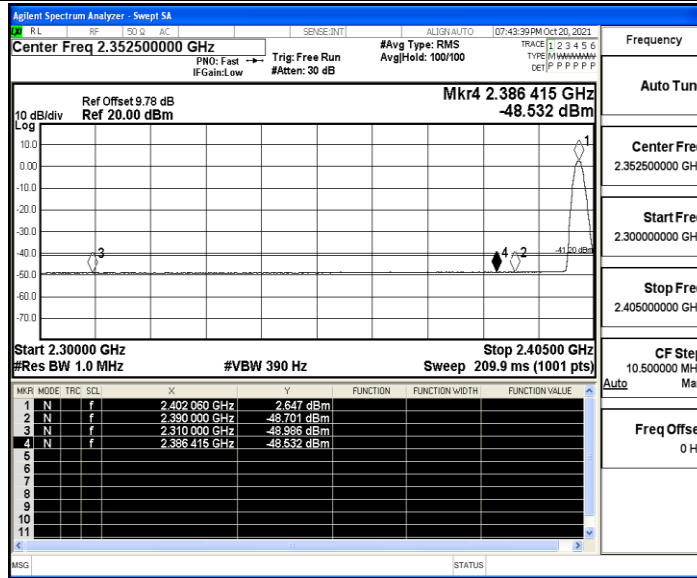 Agilent Spectrum Analyzer - Swept SA
RL RF 50 Ω AC SENSE:INT ALIGNAUTO 07:43:39 PM Oct 20, 2021
Center Freq 2.352500000 GHz #Avg Type: RMS TRACE 1 2 3 4 5 6
PNO: Fast Trig: Free Run Avg|Hold: 100/100 TYPE M WWWWW
IFGain:Low #Atten: 30 dB DET P P P P P P
Mkr4 2.386 415 GHz
Ref Offset 9.78 dB
10 dB/div Ref 20.00 dBm -48.532 dBm
Log
10.0
0.00
-10.0
-20.0
-30.0
-40.0
-50.0
-60.0
-70.0
1
3
4
2
-41.20 dBm
Start 2.30000 GHz Stop 2.40500 GHz
#Res BW 1.0 MHz #VBW 390 Hz Sweep 209.9 ms (1001 pts)
MKR MODE TRC SCL X Y FUNCTION FUNCTION WIDTH FUNCTION VALUE
1 N f 2.402 060 GHz 2.647 dBm
2 N f 2.390 000 GHz -48.701 dBm
3 N f 2.310 000 GHz -48.986 dBm
4 N f 2.386 415 GHz -48.532 dBm
5
6
7
8
9
10
11
MSG STATUS
Frequency
Auto Tun
Center Fre
2.352500000 GH
Start Fre
2.300000000 GH
Stop Fre
2.405000000 GH
CF Step
10.500000 MH
Auto Ma
Freq Offse
0 H